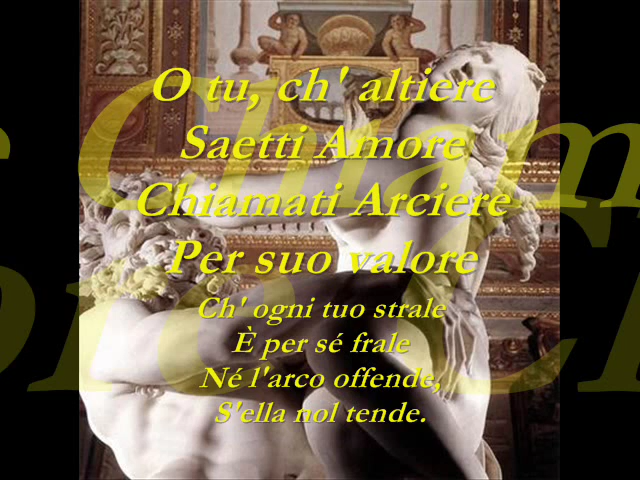 O tu, ch' altiere
Saetti Amore
Chiamati Arciere
Per suo valore
Ch' ogni tuo strale
È per sé frale
Né l'arco offende,
S'ella nol tende.